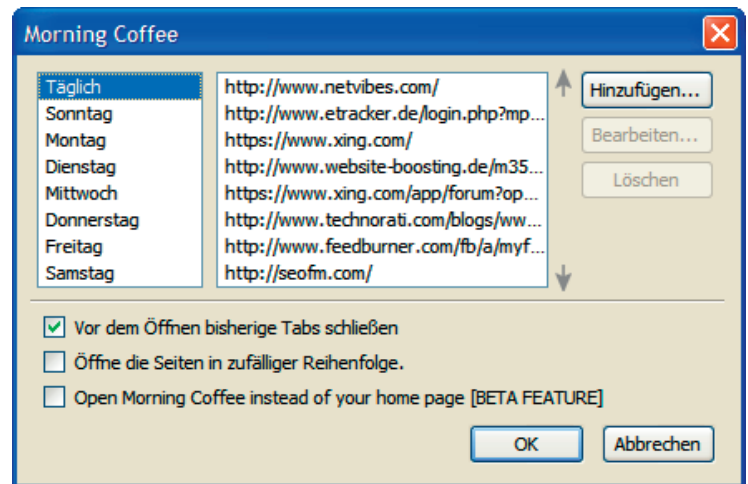 Morning Coffee
Täglich
Sonntag
Montag
Dienstag
Mittwoch
Donnerstag
Freitag
Samstag
http://www.netvibes.com/
http://www.etracker.de/login.php?mp...
https://www.xing.com/
http://www.website-boosting.de/m35...
https://www.xing.com/app/forum?op...
http://www.technorati.com/blogs/ww...
http://www.feedburner.com/fb/a/myf...
http://seofm.com/
Hinzufügen...
Bearbeiten...
Löschen
Vor dem Öffnen bisherige Tabs schließen
Öffne die Seiten in zufälliger Reihenfolge.
Open Morning Coffee instead of your home page [BETA FEATURE]
OK
Abbrechen